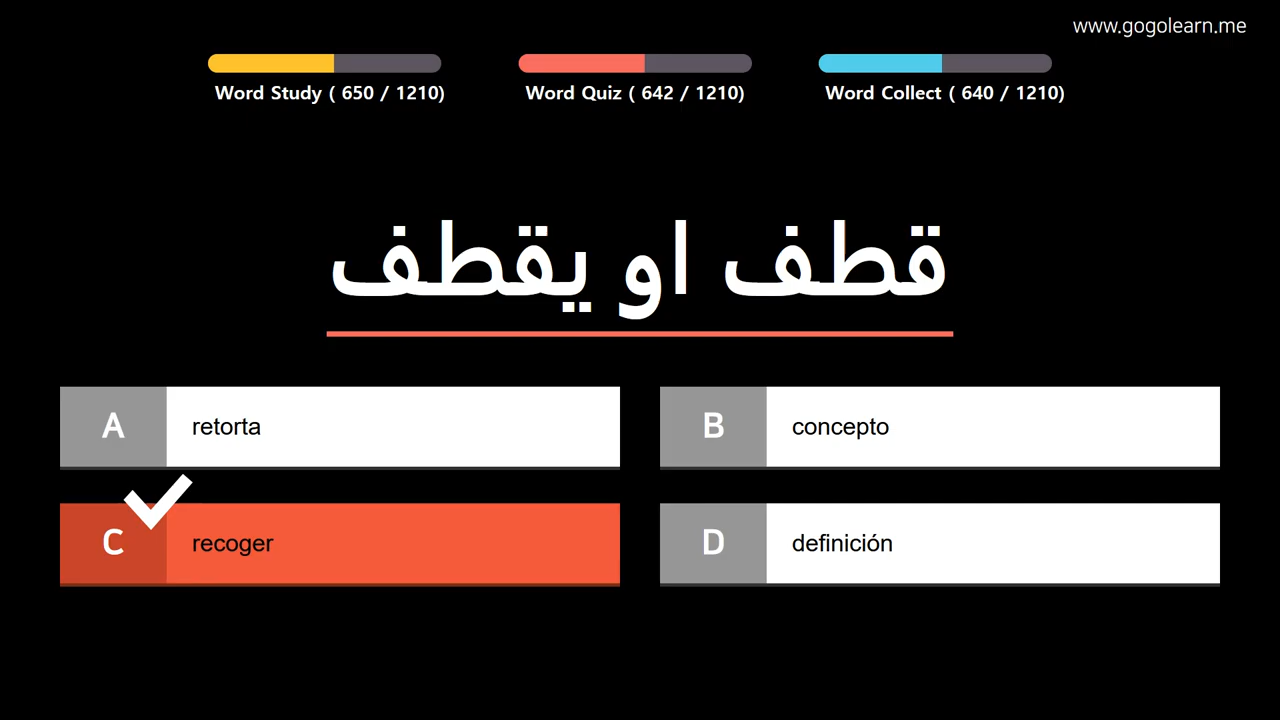 www.gogolearn.me
Word Study ( 650 / 1210)
Word Quiz ( 642 / 1210)
Word Collect ( 640 / 1210)
قطف او يقطف
A
retorta
B
concepto
C
recoger
D
definición